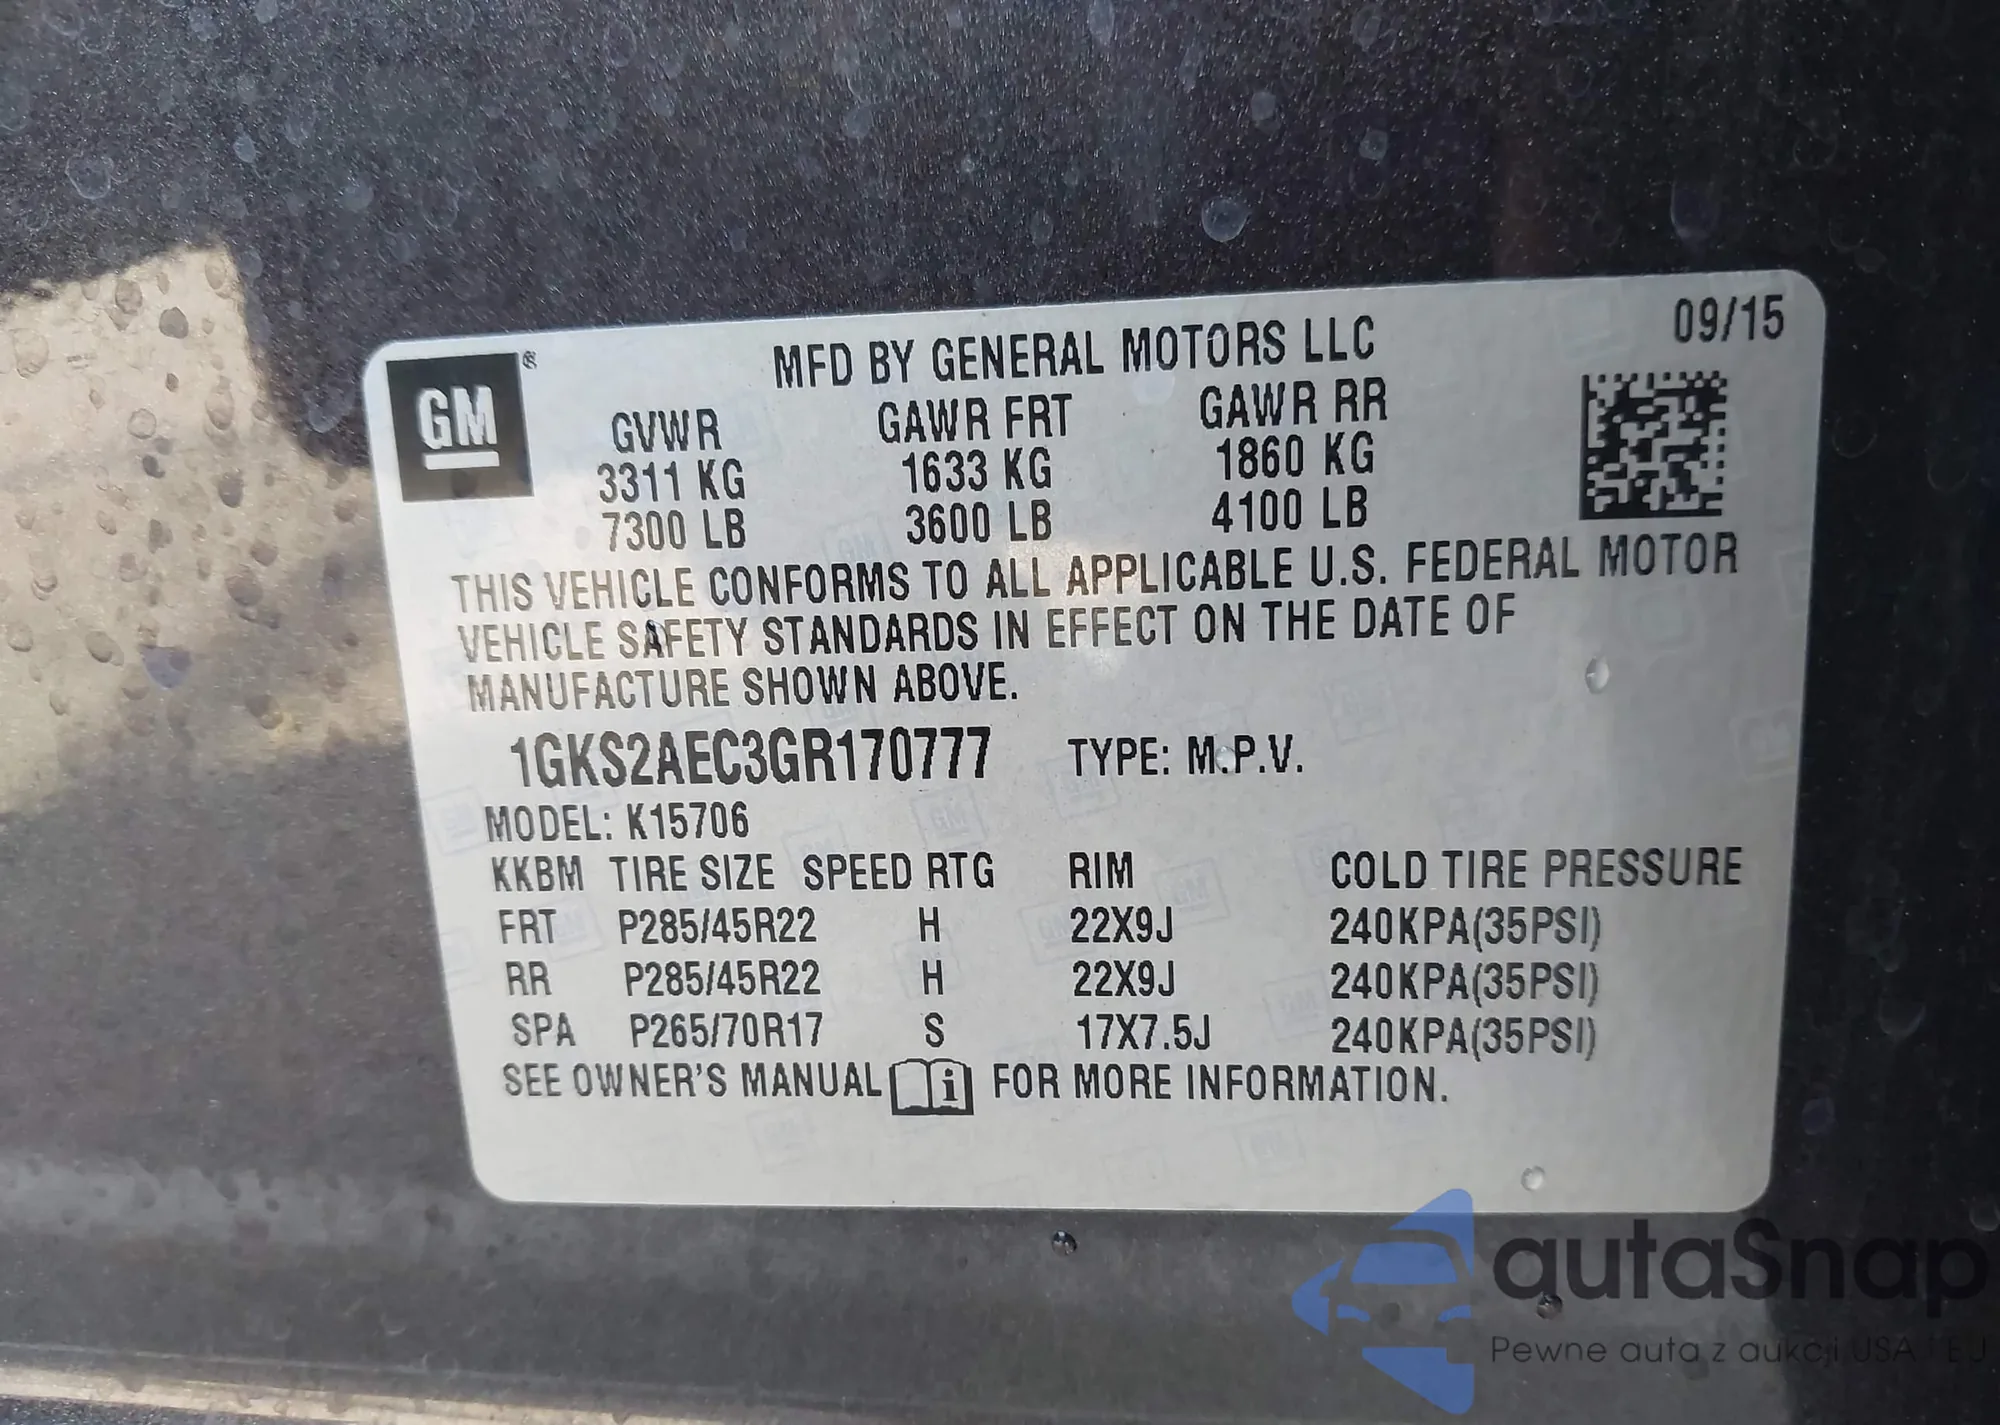 GM ®
MFD BY GENERAL MOTORS LLC 09/15
GVWR GAWR FRT GAWR RR
3311 KG 1633 KG 1860 KG
7300 LB 3600 LB 4100 LB
THIS VEHICLE CONFORMS TO ALL APPLICABLE U.S. FEDERAL MOTOR
VEHICLE SAFETY STANDARDS IN EFFECT ON THE DATE OF
MANUFACTURE SHOWN ABOVE.
1GKS2AEC3GR170777 TYPE: M.P.V.
MODEL: K15706
KKBM TIRE SIZE SPEED RTG RIM COLD TIRE PRESSURE
FRT P285/45R22 H 22X9J 240KPA(35PSI)
RR P285/45R22 H 22X9J 240KPA(35PSI)
SPA P265/70R17 S 17X7.5J 240KPA(35PSI)
SEE OWNER'S MANUAL i FOR MORE INFORMATION.
autaSnap
Pewne auta z aukcji USA i EU